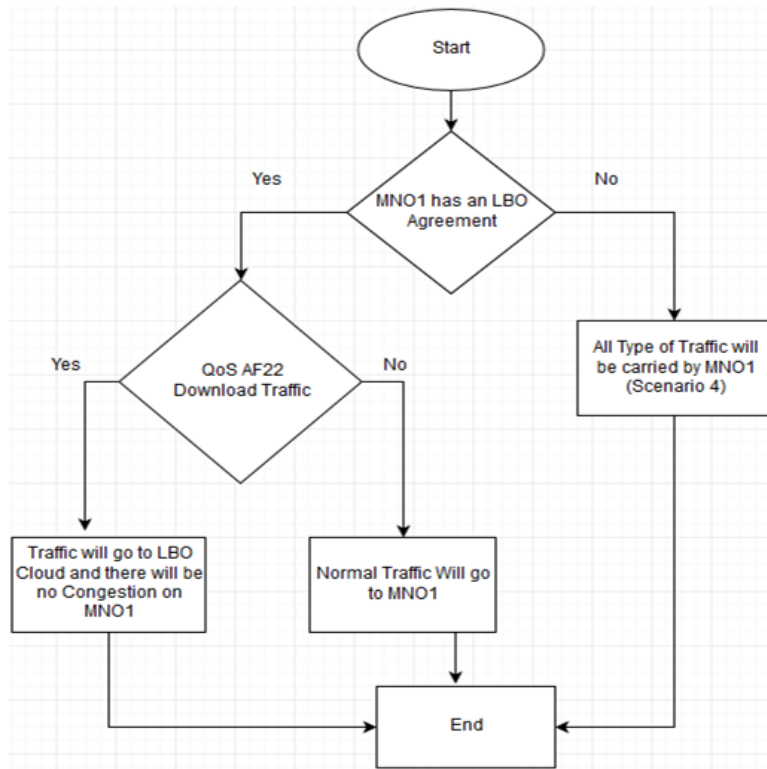 Start
MNO1 has an LBO
Agreement
Yes
No
QoS AF22
Download Traffic
Yes
No
All Type of Traffic will
be carried by MNO1
(Scenario 4)
Traffic will go to LBO
Cloud and there will be
no Congestion on
MNO1
Normal Traffic Will go
to MNO1
End